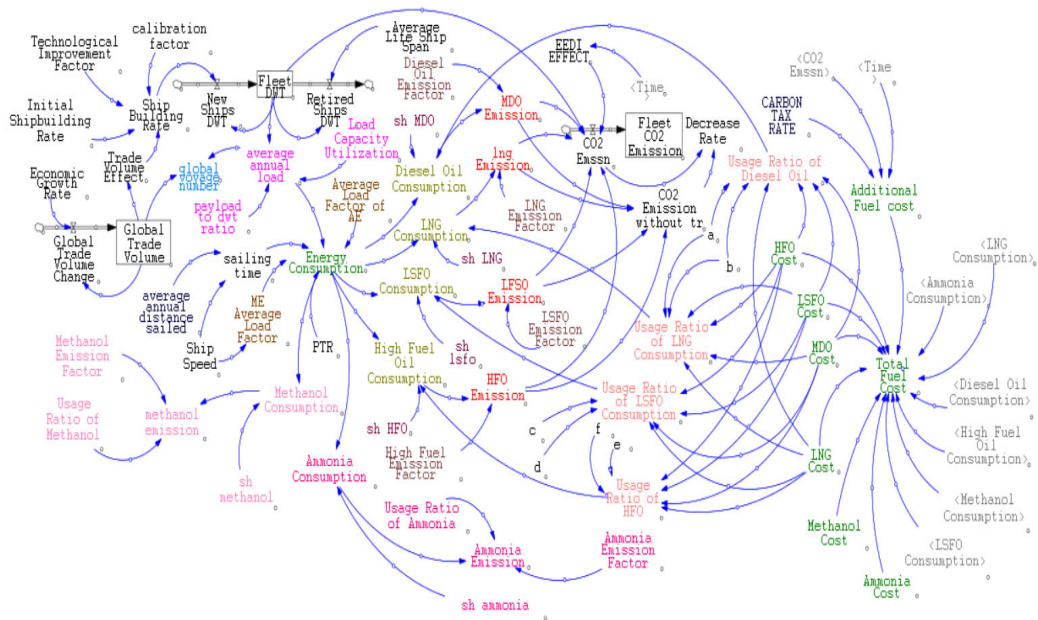 calibration
factor
Technological
Improvement
Factor
Initial
Shipbuilding
Rate
Ship
Building
Rate
New
Ships
DWT
Fleet
DWT
Retired
Ships
DWT
Average
Life Ship
Span
Economic
Growth
Rate
Trade
Volume
Effect
global
voyage
number
average
annual
load
Load
Capacity
Utilization
payload
to dwt
ratio
Global
Trade
Volume
Change
Global
Trade
Volume
Average
Load
Factor of
AE
sailing
time
Energy
Consumption
average
annual
distance
sailed
Ship
Speed
ME
Average
Load
Factor
PTR
Diesel
Oil
Emission
Factor
sh MDO
Diesel Oil
Consumption
MDO
Emission
lng
Emission
LNG
Consumption
LNG
Emission
Factor
sh LNG
LSFO
Consumption
LFSO
Emission
LSFO
Emission
Factor
sh
lsfo
High Fuel
Oil
Consumption
HFO
Emission
sh HFO
High Fuel
Emission
Factor
EEDI
EFFECT
<Time>
CO2
Emssn
Fleet
CO2
Emission
Decrease
Rate
CO2
Emission
without tr
a
b
CARBON
TAX
RATE
Usage Ratio of
Diesel Oil
<CO2
Emssn>
<Time>
Additional
Fuel cost
HFO
Cost
LSFO
Cost
MDO
Cost
LNG
Cost
Methanol
Cost
Ammonia
Cost
Total
Fuel
Cost
<LNG
Consumption>
<Ammonia
Consumption>
<Diesel Oil
Consumption>
<High Fuel
Oil
Consumption>
<Methanol
Consumption>
<LSFO
Consumption>
Usage Ratio
of LNG
Consumption
Usage Ratio
of LSFO
Consumption
c
d
f
e
Usage
Ratio of
HFO
Methanol
Emission
Factor
Usage
Ratio of
Methanol
methanol
emission
Methanol
Consumption
sh
methanol
Ammonia
Consumption
Usage Ratio
of Ammonia
Ammonia
Emission
Ammonia
Emission
Factor
sh ammonia